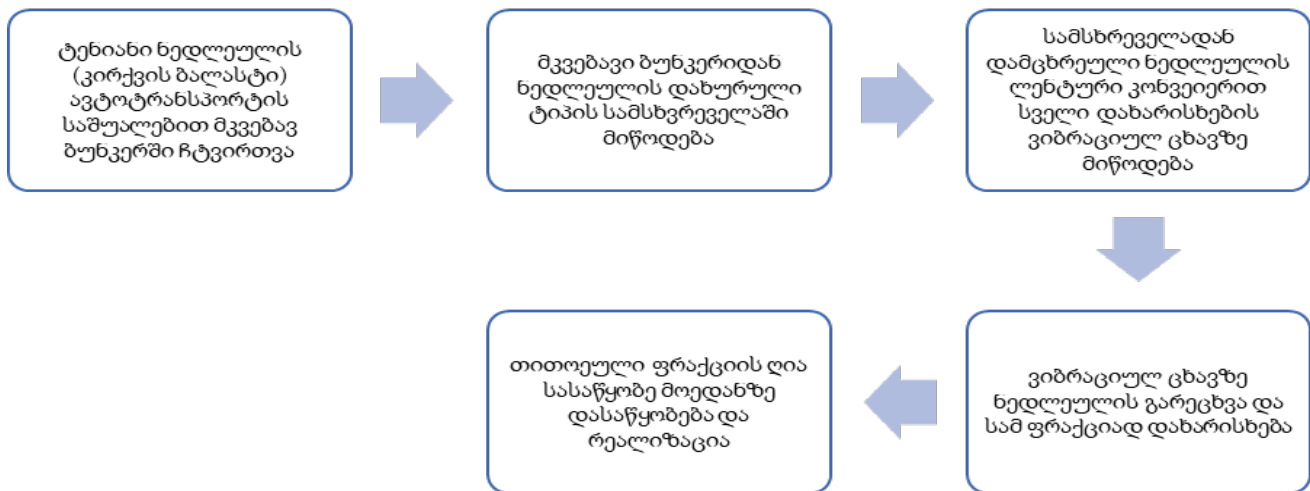 ტენიანი ნედლეულის
(კირქვის ბალასტი)
ავტოტრანსპორტის
საშუალებით მკვებავ
ბუნკერში ჩტვირთვა
მკვებავი ბუნკერიდან
ნედლეულის დახურული
ტიპის სამსხვრეველაში
მიწოდება
სამსხრეველადან
დამცხრეული ნედლეულის
ლენტური კონვეიერით
სველი დახარისხების
ვიბრაციულ ცხავზე
მიწოდება
ვიბრაციულ ცხავზე
ნედლეულის გარეცხვა და
სამ ფრაქციად დახარისხება
თითოეული ფრაქციის ღია
სასაწყობე მოედანზე
დასაწყობება და
რეალიზაცია